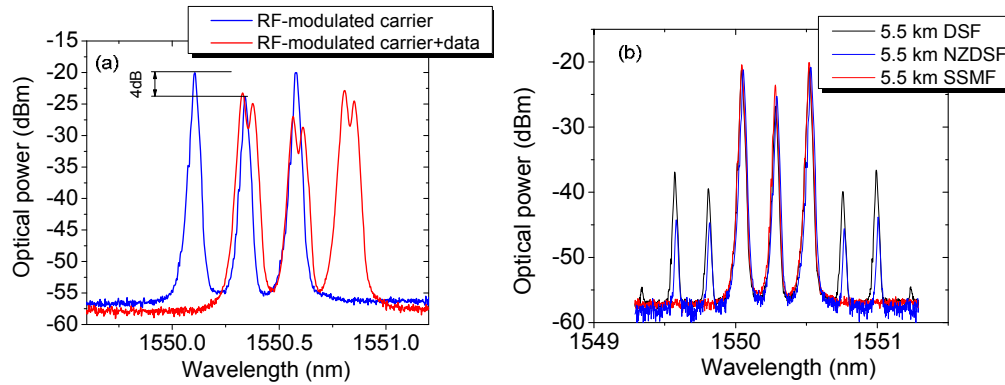 RF-modulated carrier
RF-modulated carrier+data
(a)
4dB
-15
-20
-25
-30
-35
-40
-45
-50
-55
-60
Optical power (dBm)
1550.0 1550.5 1551.0
Wavelength (nm)
5.5 km DSF
5.5 km NZDSF
5.5 km SSMF
(b)
-20
-30
-40
-50
-60
Optical power (dBm)
1549 1550 1551
Wavelength (nm)